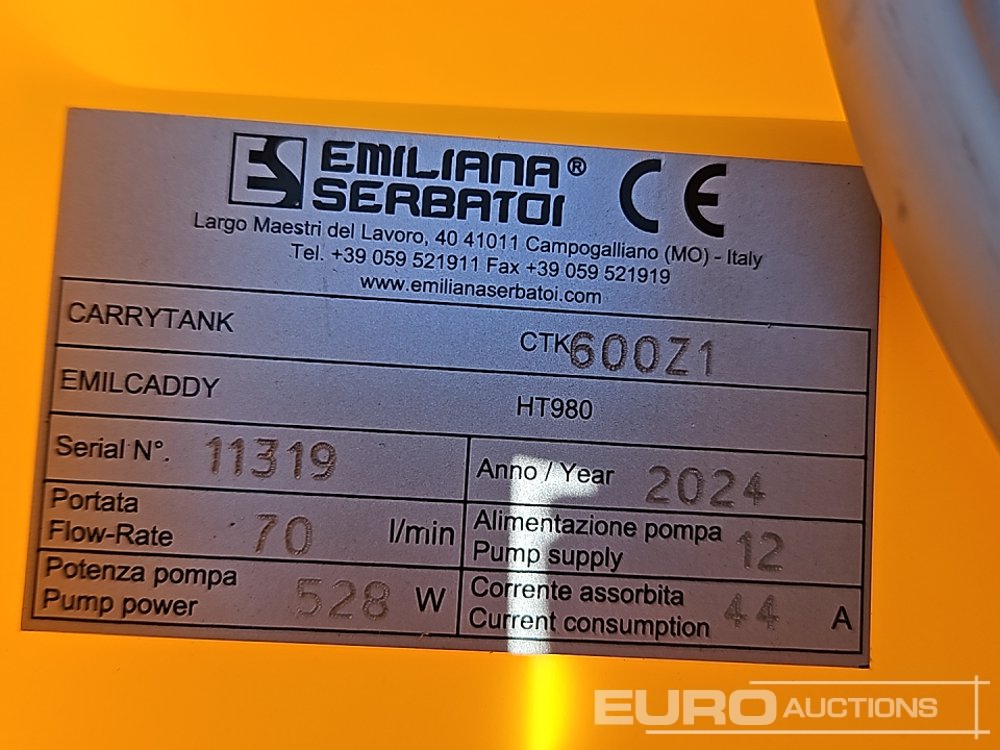 EMILIANA®
SERBATOI
CE
Largo Maestri del Lavoro, 40 41011 Campogalliano (MO) - Italy
Tel. +39 059 521911 Fax +39 059 521919
www.emilianaserbatoi.com
CARRYTANK CTK600Z1
EMILCADDY HT980
Serial N°. 11319 Anno / Year 2024
Portata
Flow-Rate 70 l/min
Alimentazione pompa
Pump supply 12
Potenza pompa
Pump power 528 W
Corrente assorbita
Current consumption 44 A
EURO AUCTIONS